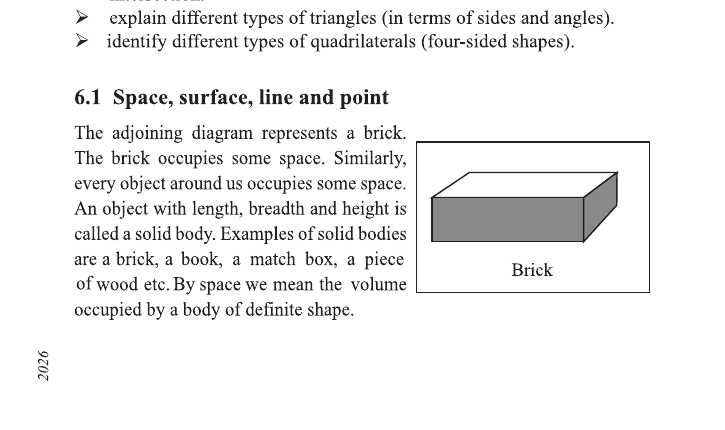 ➢ explain different types of triangles (in terms of sides and angles).
➢ identify different types of quadrilaterals (four-sided shapes).
6.1 Space, surface, line and point
The adjoining diagram represents a brick.
The brick occupies some space. Similarly,
every object around us occupies some space.
An object with length, breadth and height is
called a solid body. Examples of solid bodies
are a brick, a book, a match box, a piece
of wood etc. By space we mean the volume
occupied by a body of definite shape.
Brick
2026